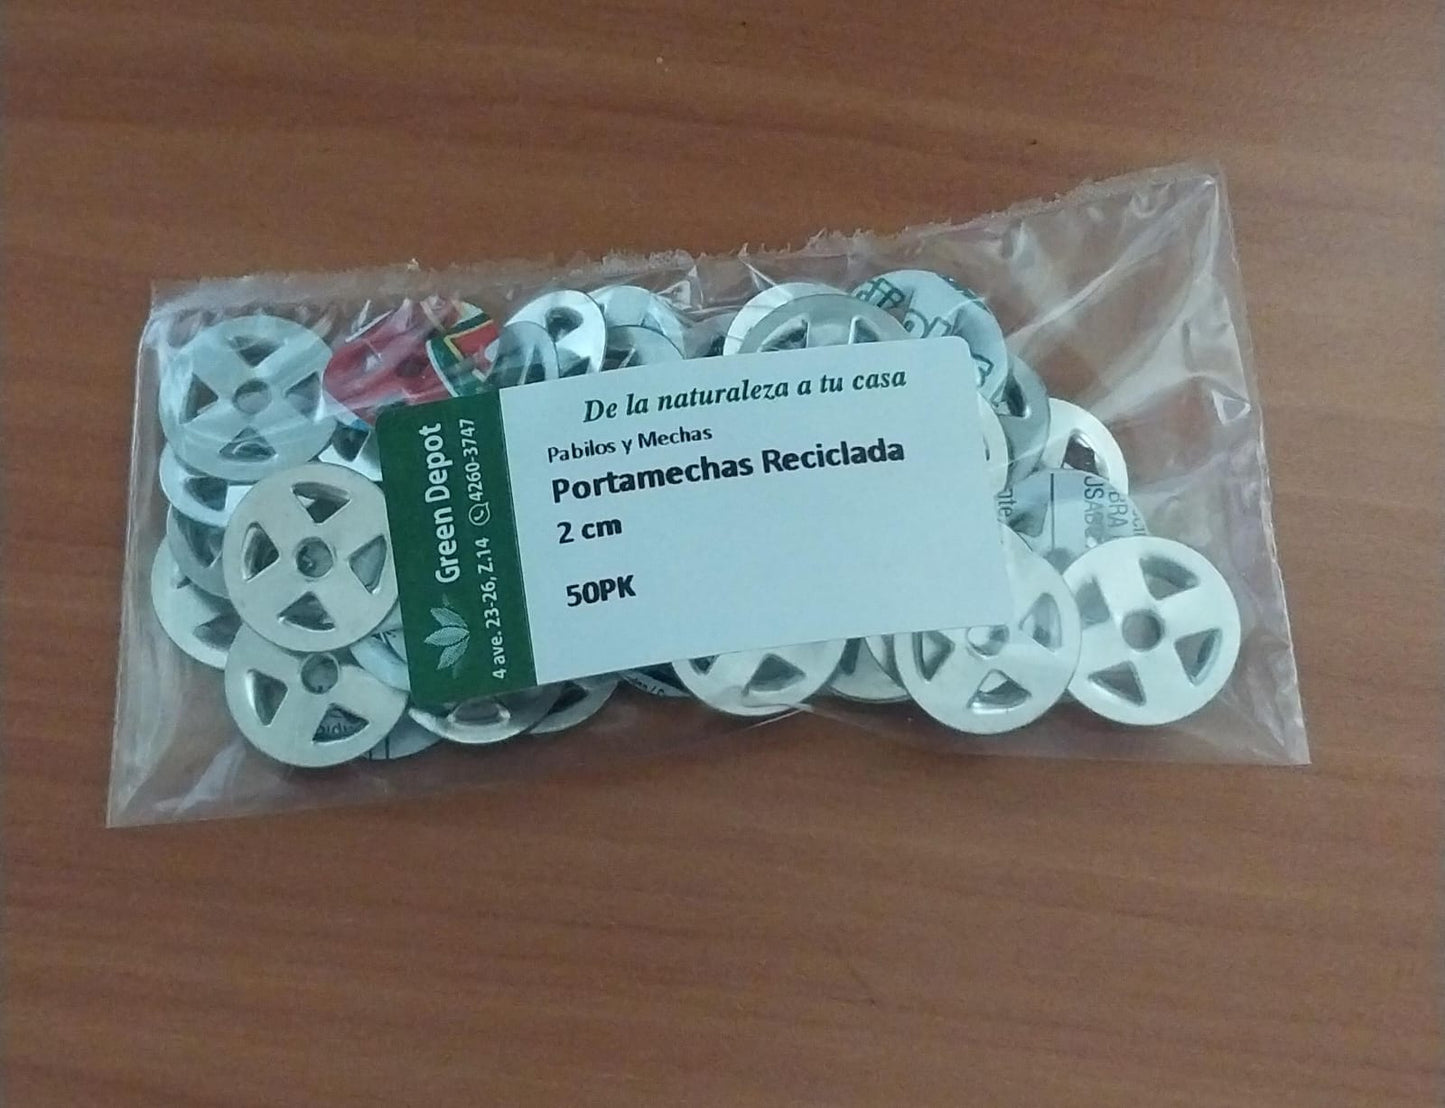 De la naturaleza a tu casa
Pabilos y Mechas
Portamechas Reciclada
2 cm
50PK
Green Depot
4 ave. 23-26, Z.14 4260-3747
BRA